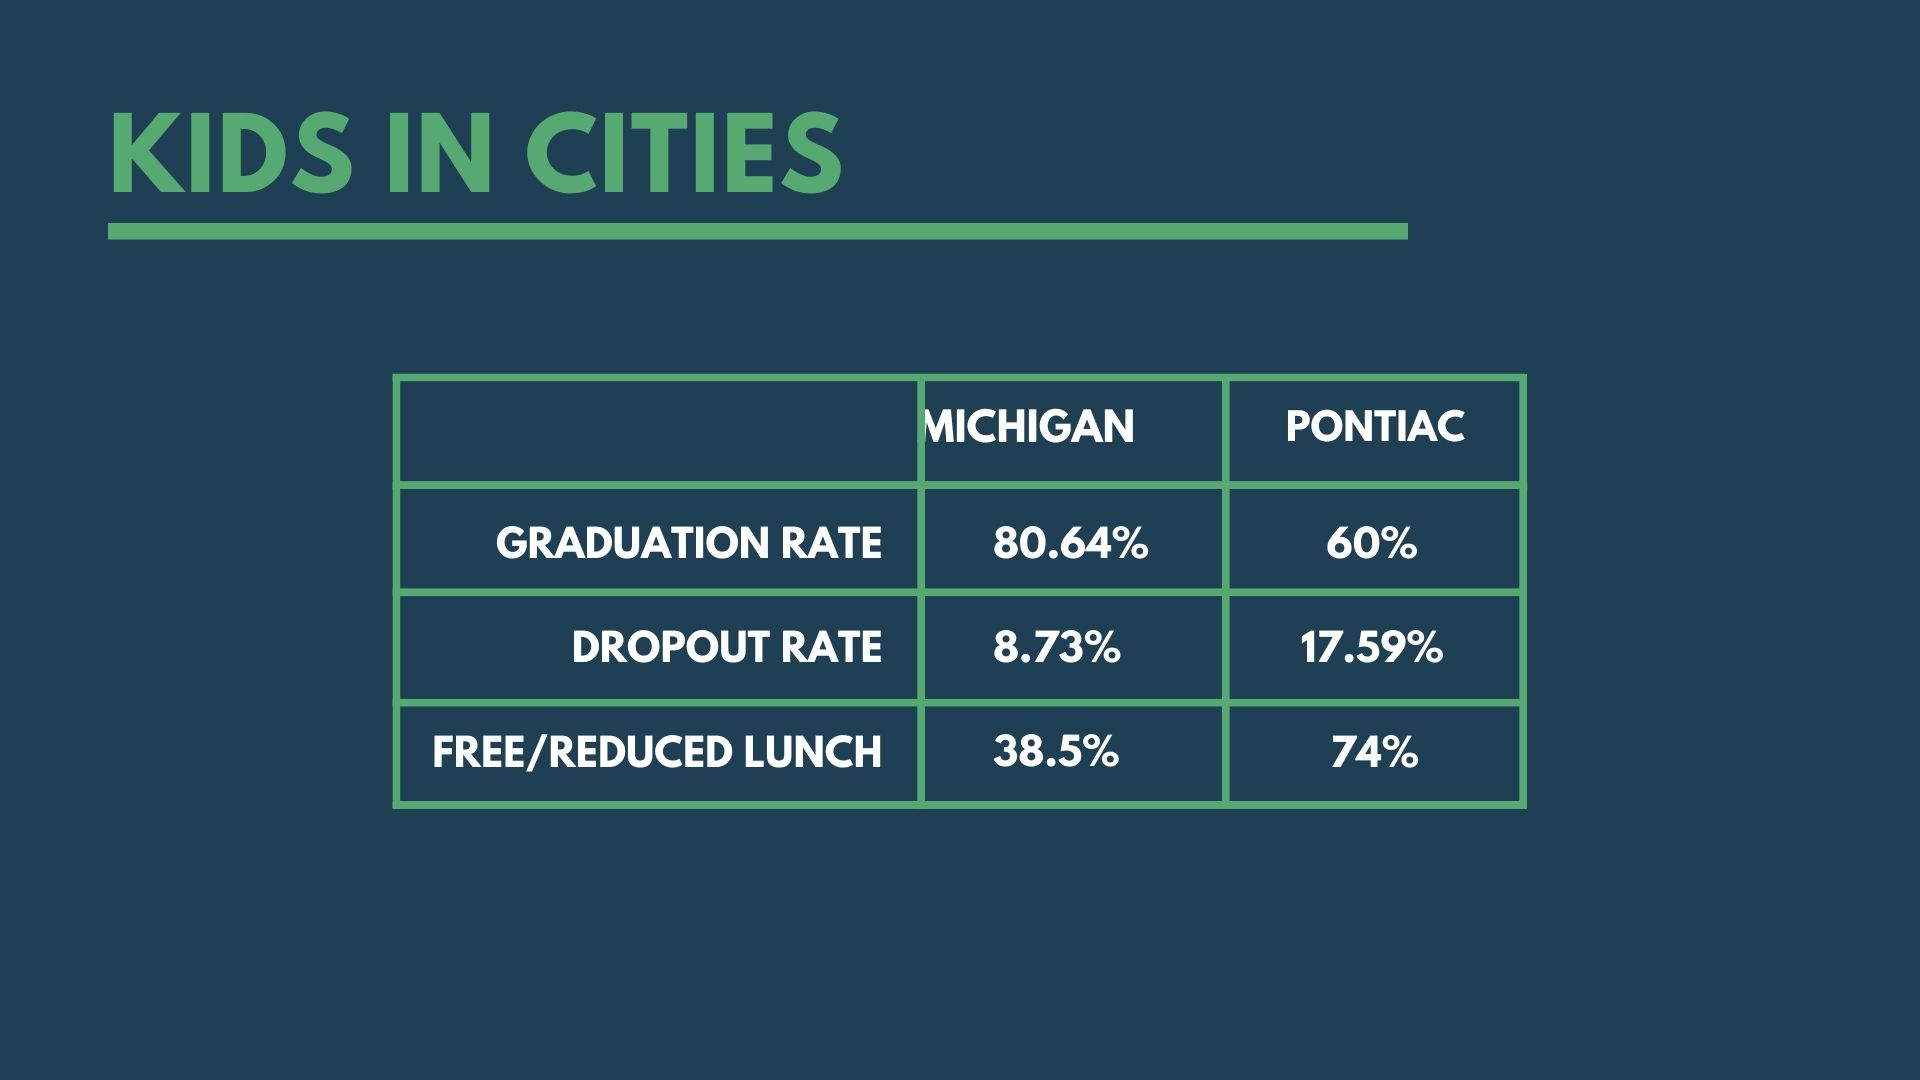 KIDS IN CITIES
MICHIGAN PONTIAC
GRADUATION RATE 80.64% 60%
DROPOUT RATE 8.73% 17.59%
FREE/REDUCED LUNCH 38.5% 74%